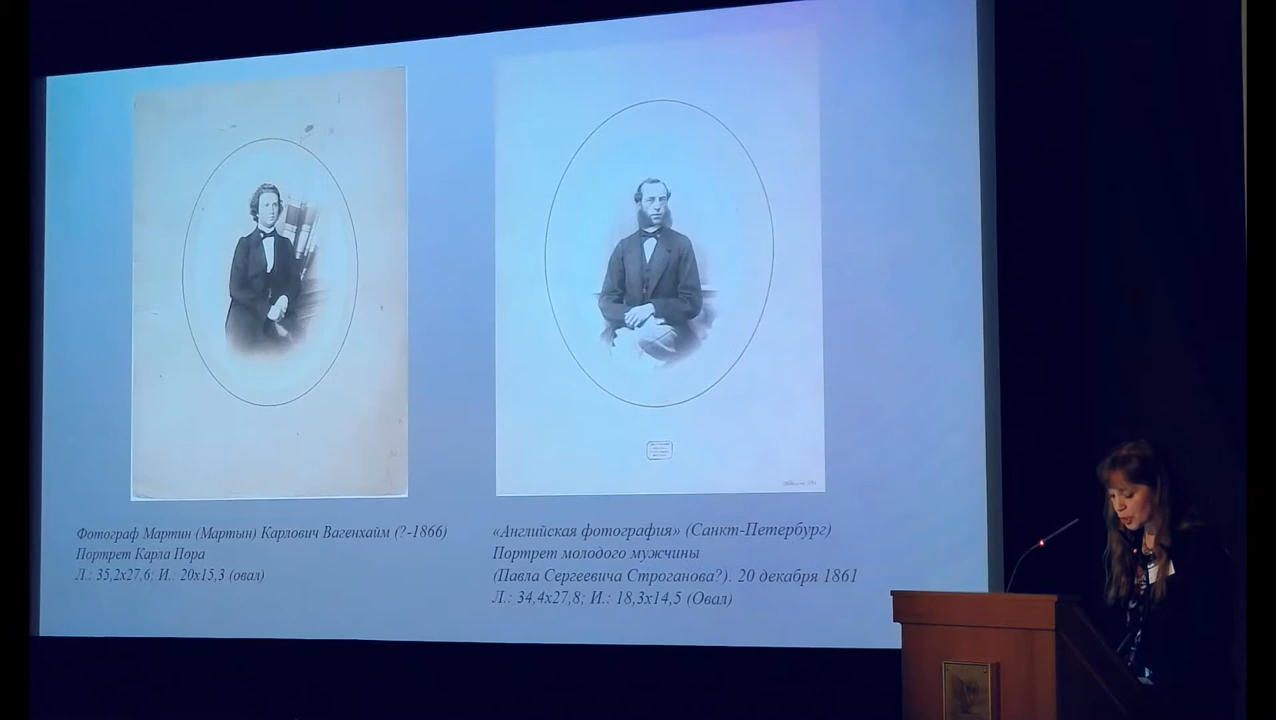 Фотограф Мартин (Мартын) Карлович Вагенхайм (?-1866)
Портрет Карла Пора
Л.: 35,2х27,6; И.: 20х15,3 (овал)
«Английская фотография» (Санкт-Петербург)
Портрет молодого мужчины
(Павла Сергеевича Строганова?). 20 декабря 1861
Л.: 34,4х27,8; И.: 18,3х14,5 (Овал)